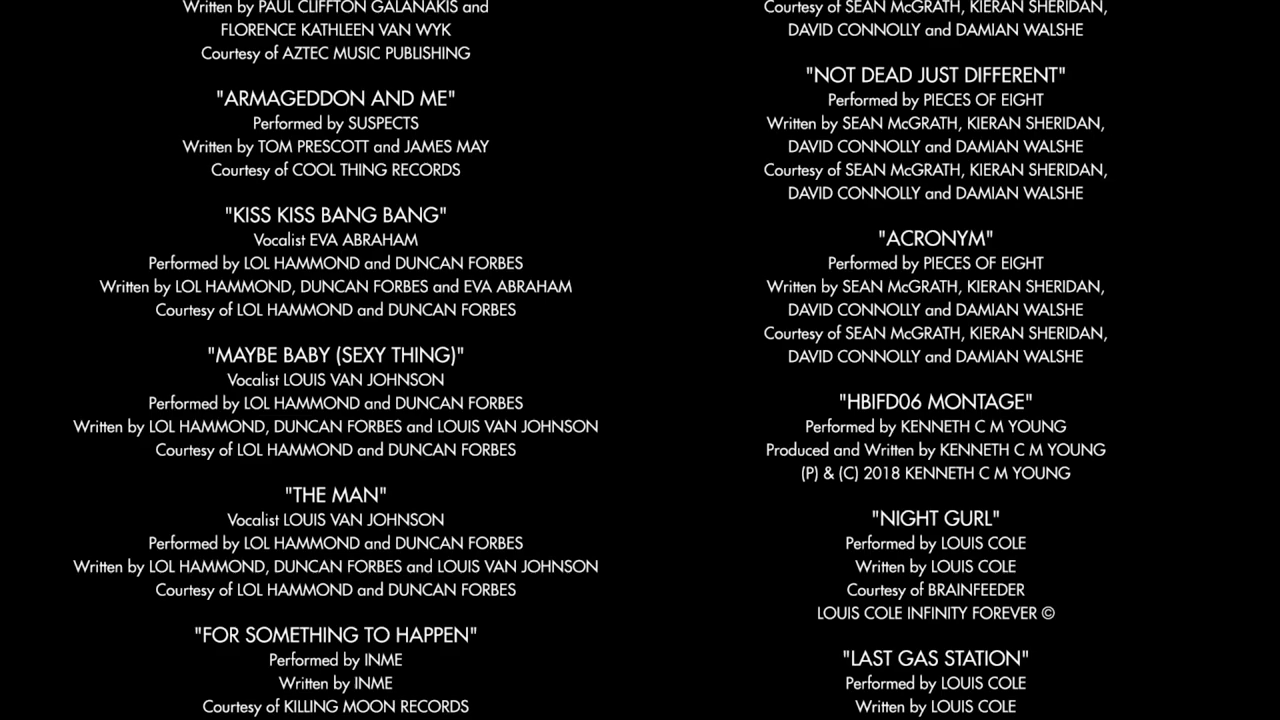 Written by PAUL CLIFFTON GALANAKIS and
FLORENCE KATHLEEN VAN WYK
Courtesy of AZTEC MUSIC PUBLISHING
"ARMAGEDDON AND ME"
Performed by SUSPECTS
Written by TOM PRESCOTT and JAMES MAY
Courtesy of COOL THING RECORDS
"KISS KISS BANG BANG"
Vocalist EVA ABRAHAM
Performed by LOL HAMMOND and DUNCAN FORBES
Written by LOL HAMMOND, DUNCAN FORBES and EVA ABRAHAM
Courtesy of LOL HAMMOND and DUNCAN FORBES
"MAYBE BABY (SEXY THING)"
Vocalist LOUIS VAN JOHNSON
Performed by LOL HAMMOND and DUNCAN FORBES
Written by LOL HAMMOND, DUNCAN FORBES and LOUIS VAN JOHNSON
Courtesy of LOL HAMMOND and DUNCAN FORBES
"THE MAN"
Vocalist LOUIS VAN JOHNSON
Performed by LOL HAMMOND and DUNCAN FORBES
Written by LOL HAMMOND, DUNCAN FORBES and LOUIS VAN JOHNSON
Courtesy of LOL HAMMOND and DUNCAN FORBES
"FOR SOMETHING TO HAPPEN"
Performed by INME
Written by INME
Courtesy of KILLING MOON RECORDS
Courtesy of SEAN McGRATH, KIERAN SHERIDAN,
DAVID CONNOLLY and DAMIAN WALSHE
"NOT DEAD JUST DIFFERENT"
Performed by PIECES OF EIGHT
Written by SEAN McGRATH, KIERAN SHERIDAN,
DAVID CONNOLLY and DAMIAN WALSHE
Courtesy of SEAN McGRATH, KIERAN SHERIDAN,
DAVID CONNOLLY and DAMIAN WALSHE
"ACRONYM"
Performed by PIECES OF EIGHT
Written by SEAN McGRATH, KIERAN SHERIDAN,
DAVID CONNOLLY and DAMIAN WALSHE
Courtesy of SEAN McGRATH, KIERAN SHERIDAN,
DAVID CONNOLLY and DAMIAN WALSHE
"HBIFD06 MONTAGE"
Performed by KENNETH C M YOUNG
Produced and Written by KENNETH C M YOUNG
(P) & (C) 2018 KENNETH C M YOUNG
"NIGHT GURL"
Performed by LOUIS COLE
Written by LOUIS COLE
Courtesy of BRAINFEEDER
LOUIS COLE INFINITY FOREVER ©
"LAST GAS STATION"
Performed by LOUIS COLE
Written by LOUIS COLE